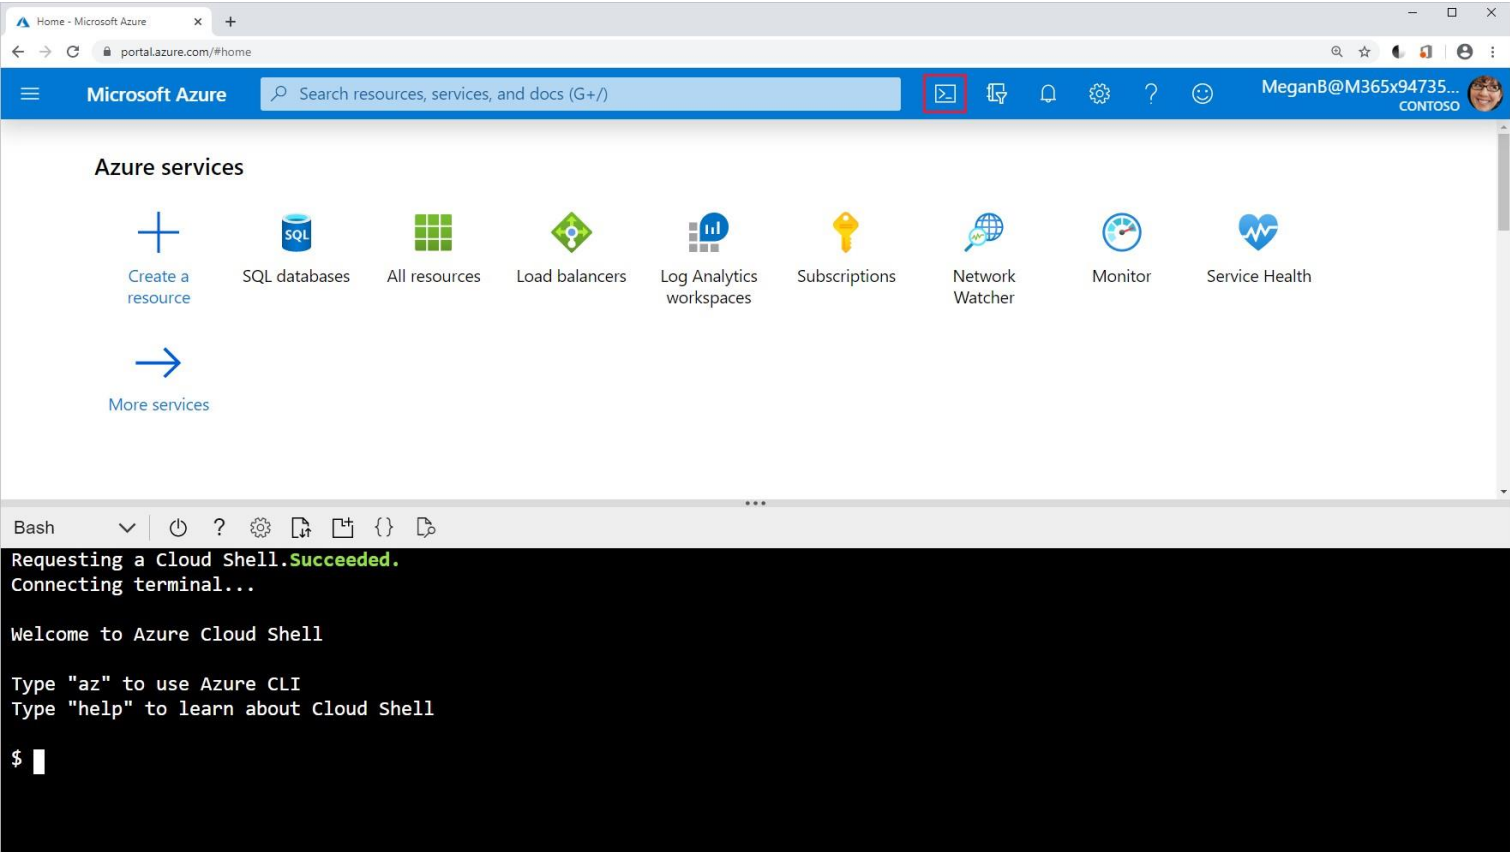 Home - Microsoft Azure
portal.azure.com/#home
Microsoft Azure
Search resources, services, and docs (G+/)
MeganB@M365x94735...
CONTOSO
Azure services
Create a
resource
SQL
SQL databases
All resources
Load balancers
Log Analytics
workspaces
Subscriptions
Network
Watcher
Monitor
Service Health
More services
Bash
Requesting a Cloud Shell.Succeeded.
Connecting terminal...
Welcome to Azure Cloud Shell
Type "az" to use Azure CLI
Type "help" to learn about Cloud Shell
$